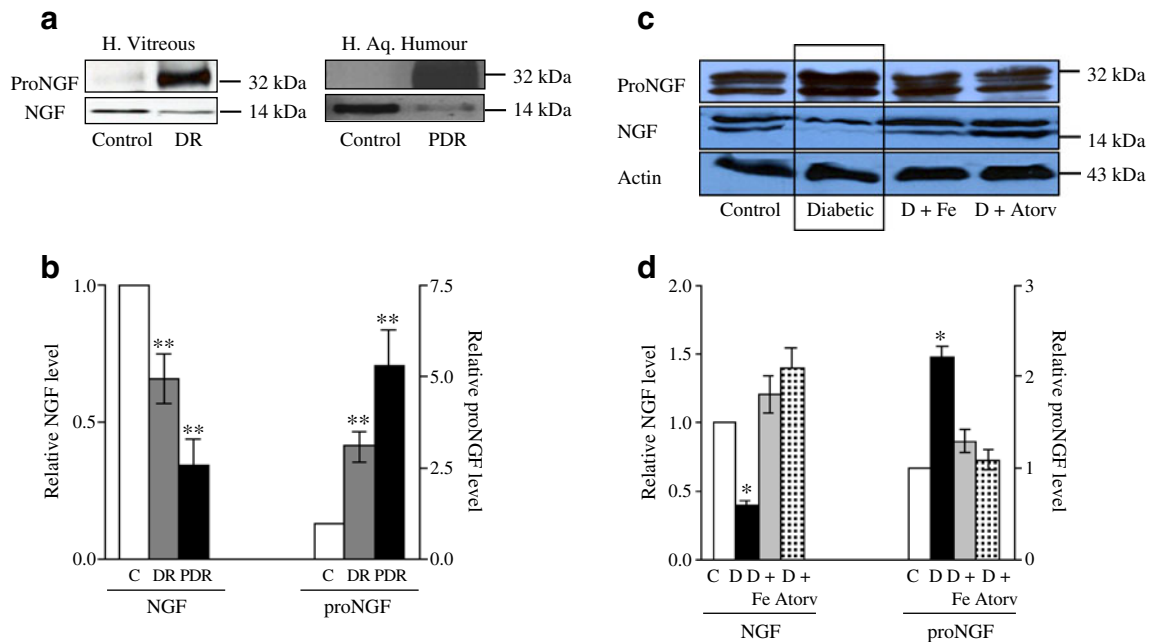 a
H. Vitreous
H. Aq. Humour
ProNGF
32 kDa
32 kDa
NGF
14 kDa
14 kDa
Control DR
Control PDR
c
ProNGF
32 kDa
NGF
14 kDa
Actin
43 kDa
Control Diabetic D + Fe D + Atorv
b
Relative NGF level
1.0
0.5
0.0
**
**
**
**
7.5
5.0
2.5
0.0
Relative proNGF level
C DR PDR
C DR PDR
NGF
proNGF
d
Relative NGF level
2.0
1.5
1.0
0.5
0.0
*
*
3
2
1
0
Relative proNGF level
C D D + D +
Fe Atorv
C D D + D +
Fe Atorv
NGF
proNGF